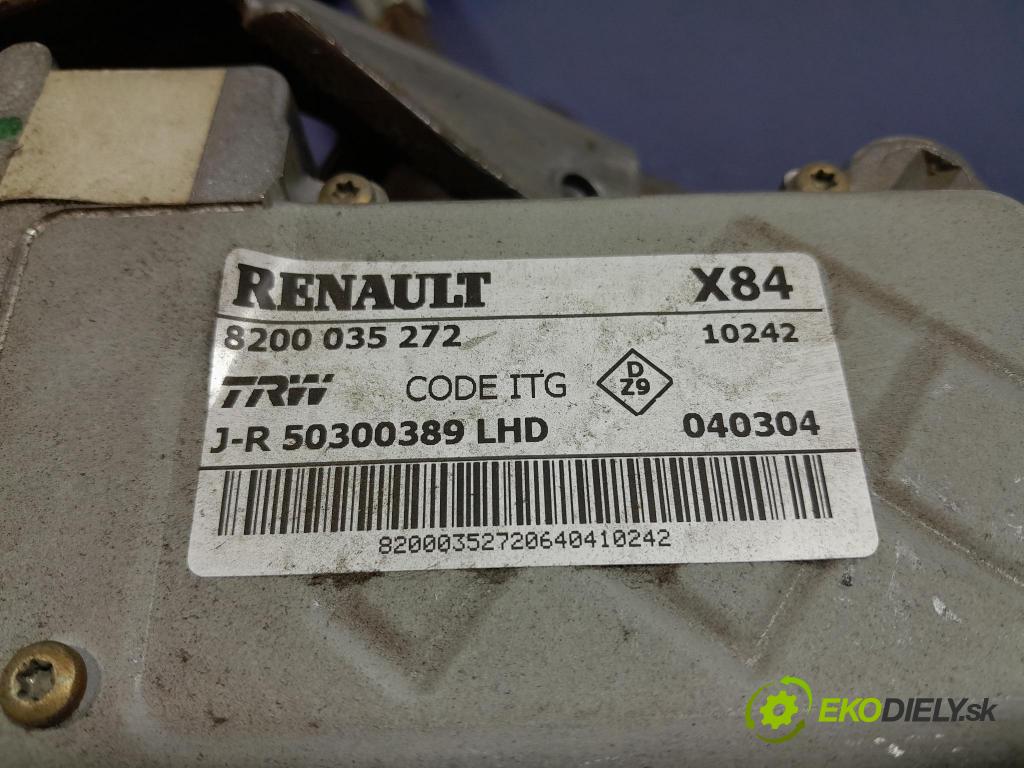 RENAULT X84
8200 035 272 10242
TRW CODE ITG D Z9
J-R 50300389 LHD 040304
82000352720640410242
EKODIELY.sk